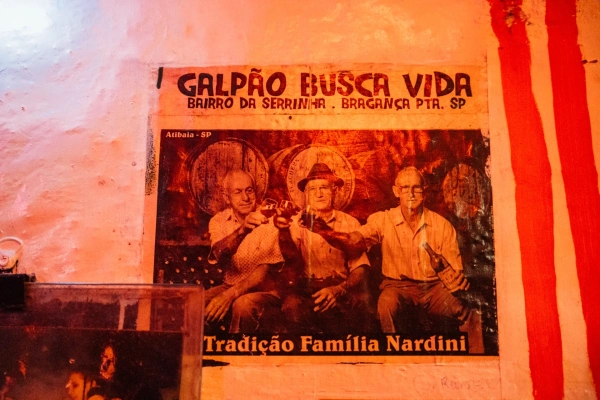 GALPÃO BUSCA VIDA
BAIRRO DA SERRINHA . BRAGANÇA PTA. SP
Atibaia - SP
Tradição Família Nardini